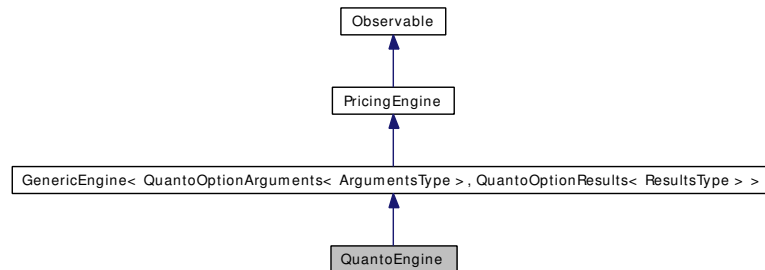 Observable
PricingEngine
GenericEngine< QuantoOptionArguments< ArgumentsType >, QuantoOptionResults< ResultsType > >
QuantoEngine